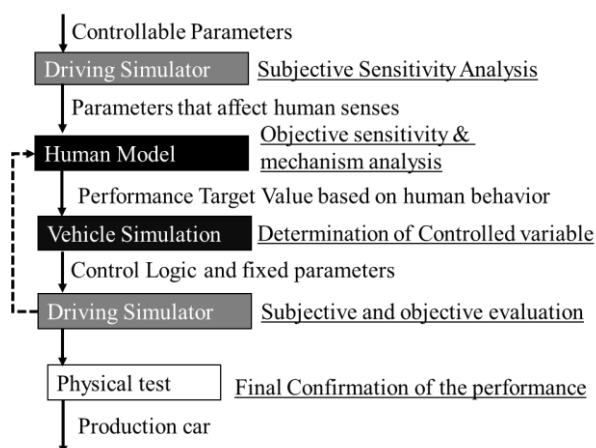 Controllable Parameters
Driving Simulator
Subjective Sensitivity Analysis
Parameters that affect human senses
Human Model
Objective sensitivity &
mechanism analysis
Performance Target Value based on human behavior
Vehicle Simulation
Determination of Controlled variable
Control Logic and fixed parameters
Driving Simulator
Subjective and objective evaluation
Physical test
Final Confirmation of the performance
Production car